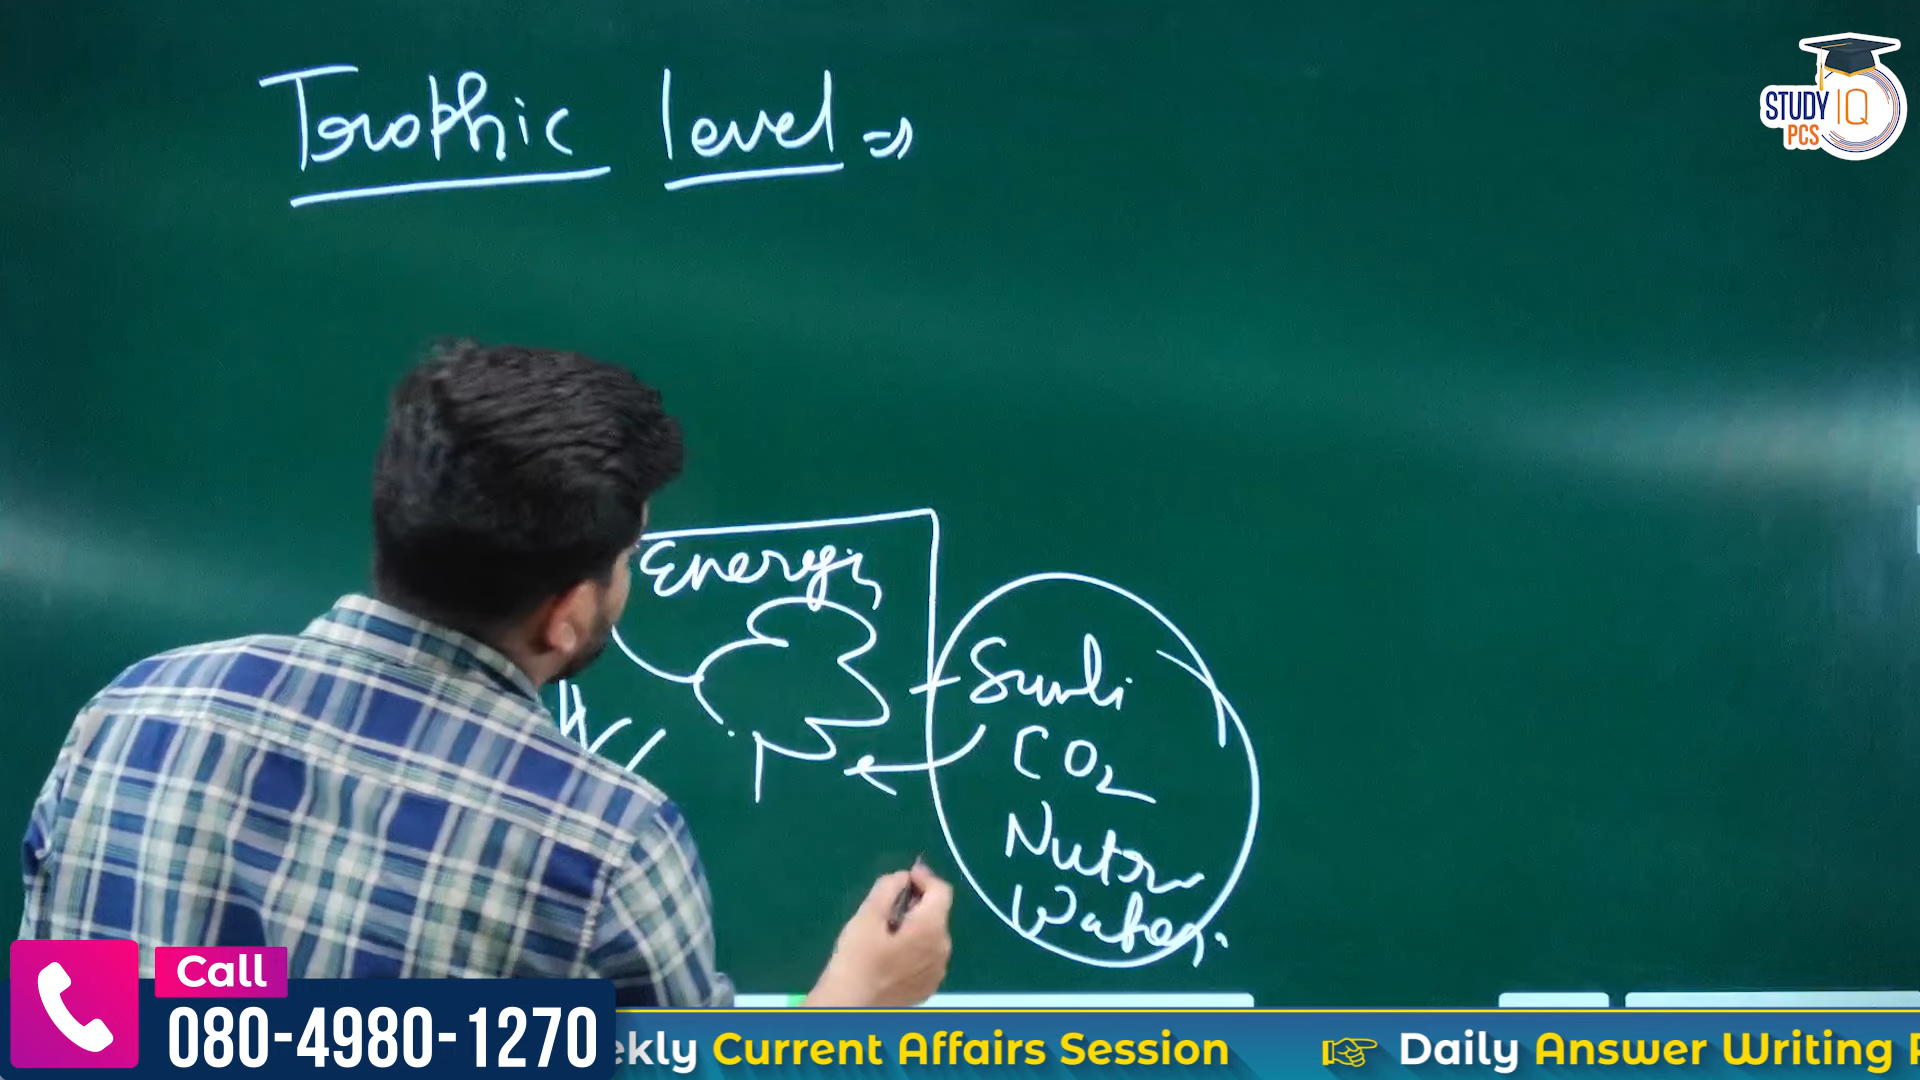 Trophic level ⇒
STUDY IQ
PCS
Energy
Sunli
CO2
Nutr
Water
Call
080-4980-1270
ekly Current Affairs Session
Daily Answer Writing P